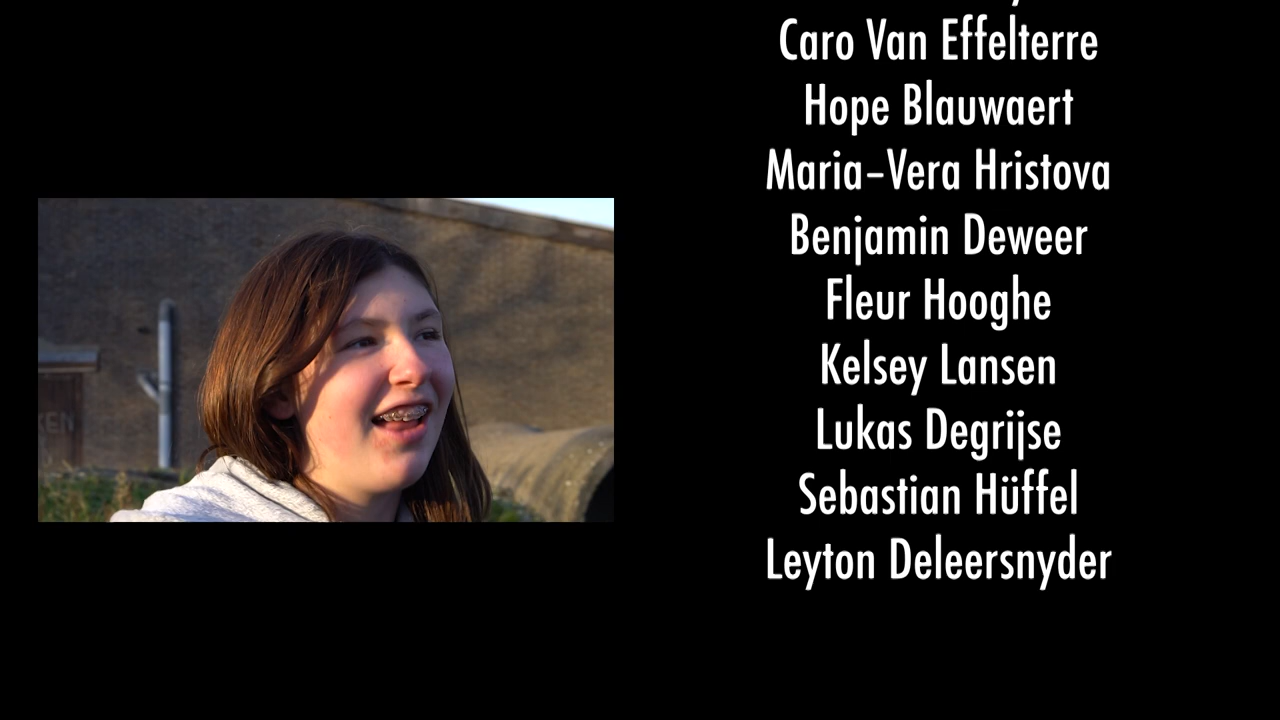 Caro Van Effelterre
Hope Blauwaert
Maria–Vera Hristova
Benjamin Deweer
Fleur Hooghe
Kelsey Lansen
Lukas Degrijse
Sebastian Hüffel
Leyton Deleersnyder